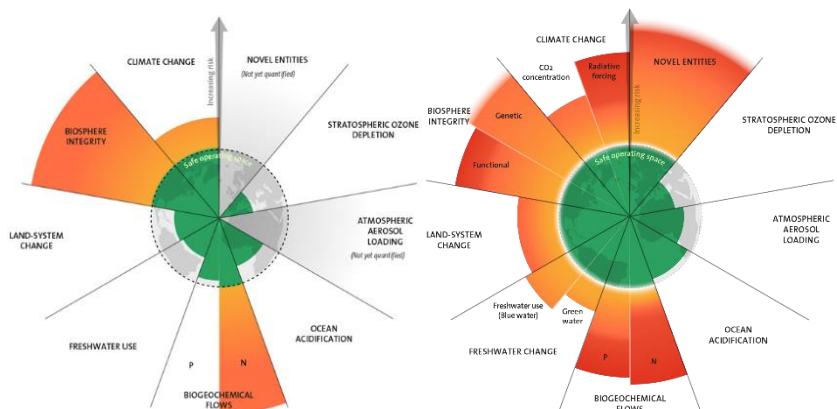 CLIMATE CHANGE
Increasing risk
NOVEL ENTITIES
(Not yet quantified)
STRATOSPHERIC OZONE
DEPLETION
BIOSPHERE
INTEGRITY
Safe operating space
ATMOSPHERIC
AEROSOL
LOADING
(Not yet quantified)
LAND-SYSTEM
CHANGE
OCEAN
ACIDIFICATION
FRESHWATER USE
P
N
BIOGEOCHEMICAL
FLOWS
CLIMATE CHANGE
CO₂
concentration
Radiative
forcing
Increasing risk
NOVEL ENTITIES
STRATOSPHERIC OZONE
DEPLETION
BIOSPHERE
INTEGRITY
Genetic
Functional
Safe operating space
ATMOSPHERIC
AEROSOL
LOADING
LAND-SYSTEM
CHANGE
Freshwater use
(Blue water)
Green
water
OCEAN
ACIDIFICATION
FRESHWATER CHANGE
P
N
BIOGEOCHEMICAL
FLOWS